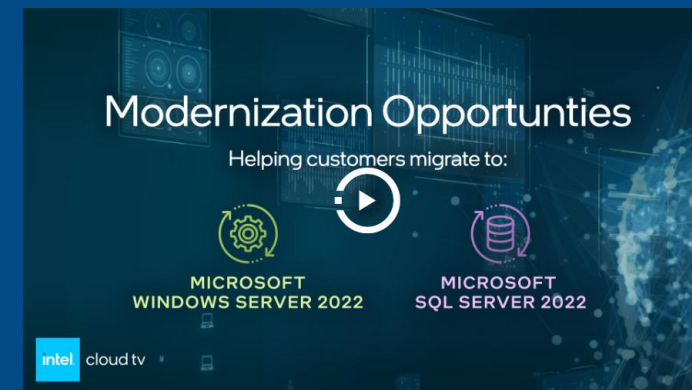 Modernization Opportunties
Helping customers migrate to:
MICROSOFT
WINDOWS SERVER 2022
MICROSOFT
SQL SERVER 2022
intel. cloud tv